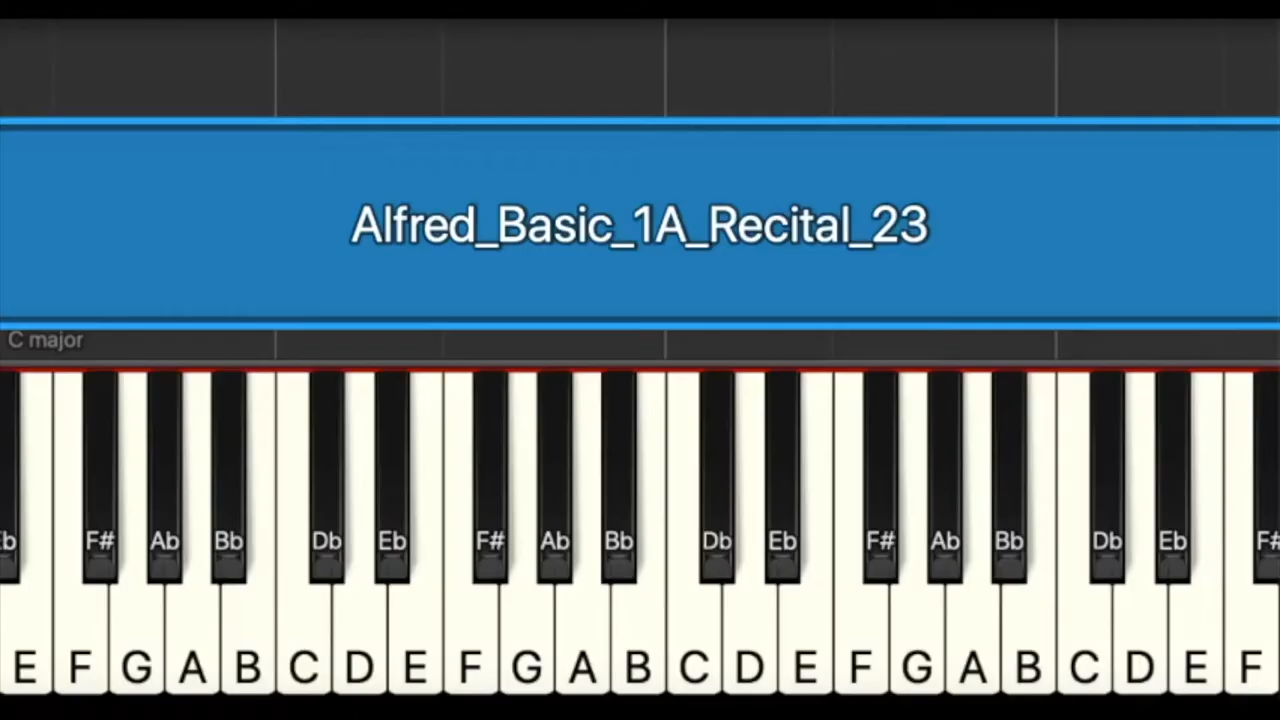 Alfred_Basic_1A_Recital_23
C major
Eb F# Ab Bb Db Eb F# Ab Bb Db Eb F# Ab Bb Db Eb F#
E F G A B C D E F G A B C D E F G A B C D E F